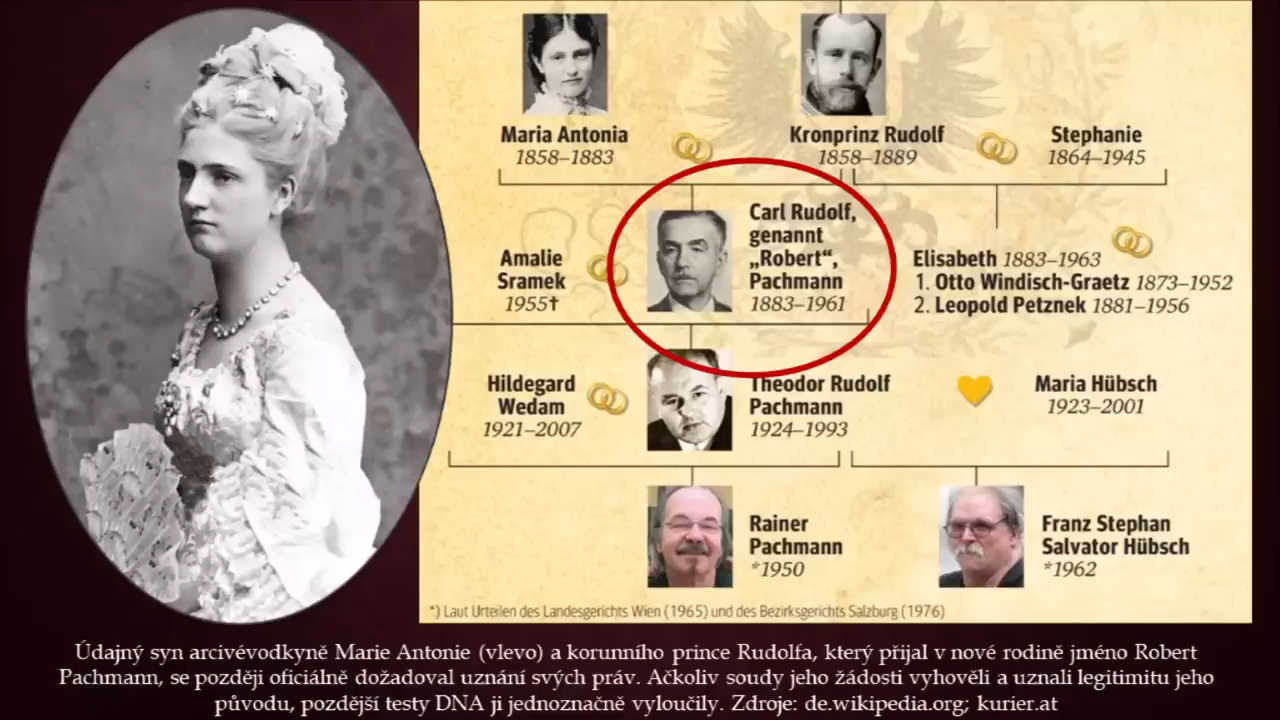 Maria Antonia
1858–1883
Kronprinz Rudolf
1858–1889
Stephanie
1864–1945
Amalie
Sramek
1955†
Carl Rudolf,
genannt
„Robert“,
Pachmann
1883–1961
Elisabeth 1883–1963
1. Otto Windisch-Graetz 1873–1952
2. Leopold Petznek 1881–1956
Hildegard
Wedam
1921–2007
Theodor Rudolf
Pachmann
1924–1993
Maria Hübsch
1923–2001
Rainer
Pachmann
*1950
Franz Stephan
Salvator Hübsch
*1962
*) Laut Urteilen des Landesgerichts Wien (1965) und des Bezirksgerichts Salzburg (1976)
Údajný syn arcivévodkyně Marie Antonie (vlevo) a korunního prince Rudolfa, který přijal v nové rodině jméno Robert
Pachmann, se později oficiálně dožadoval uznání svých práv. Ačkoliv soudy jeho žádosti vyhověli a uznali legitimitu jeho
původu, pozdější testy DNA ji jednoznačně vyloučily. Zdroje: de.wikipedia.org; kurier.at